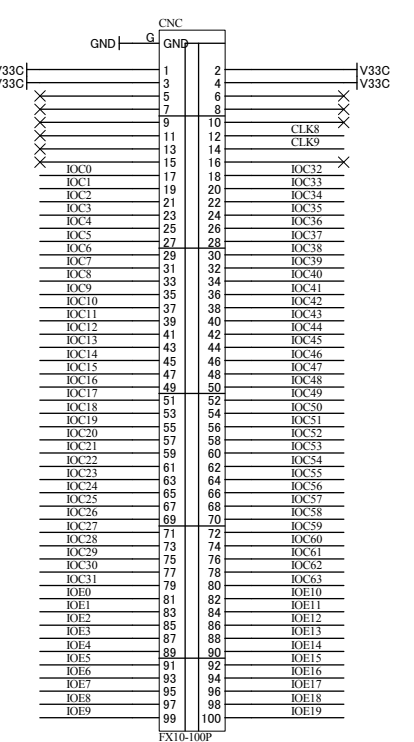 CNC
GND G GND
V33C 1 2 V33C
V33C 3 4 V33C
5 6
7 8
9 10
11 12 CLK8
13 14 CLK9
15 16
IOC0 17 18 IOC32
IOC1 19 20 IOC33
IOC2 21 22 IOC34
IOC3 23 24 IOC35
IOC4 25 26 IOC36
IOC5 27 28 IOC37
IOC6 29 30 IOC38
IOC7 31 32 IOC39
IOC8 33 34 IOC40
IOC9 35 36 IOC41
IOC10 37 38 IOC42
IOC11 39 40 IOC43
IOC12 41 42 IOC44
IOC13 43 44 IOC45
IOC14 45 46 IOC46
IOC15 47 48 IOC47
IOC16 49 50 IOC48
IOC17 51 52 IOC49
IOC18 53 54 IOC50
IOC19 55 56 IOC51
IOC20 57 58 IOC52
IOC21 59 60 IOC53
IOC22 61 62 IOC54
IOC23 63 64 IOC55
IOC24 65 66 IOC56
IOC25 67 68 IOC57
IOC26 69 70 IOC58
IOC27 71 72 IOC59
IOC28 73 74 IOC60
IOC29 75 76 IOC61
IOC30 77 78 IOC62
IOC31 79 80 IOC63
IOE0 81 82 IOE10
IOE1 83 84 IOE11
IOE2 85 86 IOE12
IOE3 87 88 IOE13
IOE4 89 90 IOE14
IOE5 91 92 IOE15
IOE6 93 94 IOE16
IOE7 95 96 IOE17
IOE8 97 98 IOE18
IOE9 99 100 IOE19
FX10-100P